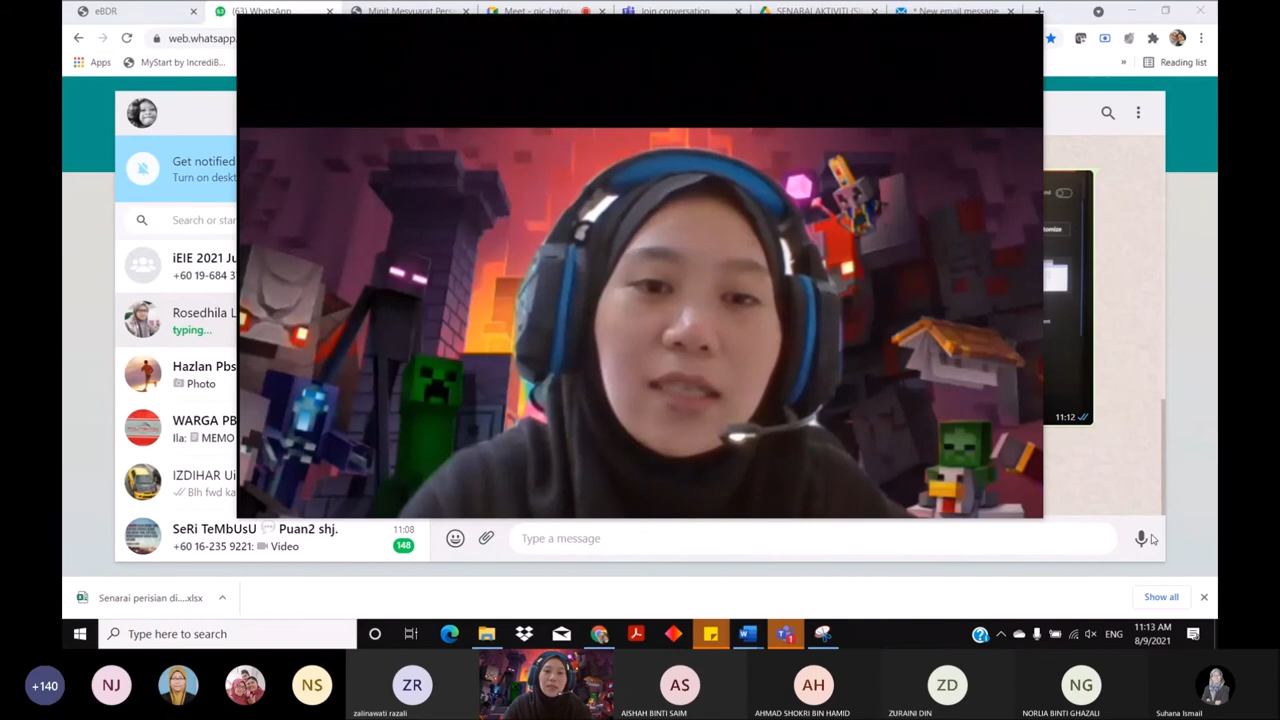 eBDR
(63) WhatsApp
Minit Mesyuarat Pers
Meet - qjc-hwbr
Join conversation
SENARAI AKTIVITI (SI
* New email message
web.whatsapp.
Apps
MyStart by IncrediB...
»
Reading list
Get notified
Turn on deskt
Search or star
iEIE 2021 Ju
+60 19-684 3
Rosedhila L
typing...
Hazlan Pbs
Photo
WARGA PB
Ila: MEMO
IZDIHAR Ui
Blh fwd ka
SeRi TeMbUsU Puan2 shj.
11:08
+60 16-235 9221: Video
148
11:12
Type a message
Senarai perisian di....xlsx
Show all
Type here to search
ENG
11:13 AM
8/9/2021
+140
NJ
NS
ZR
zalinawati razali
AS
AISHAH BINTI SAIM
AH
AHMAD SHOKRI BIN HAMID
ZD
ZURAINI DIN
NG
NORLIA BINTI GHAZALI
Suhana Ismail